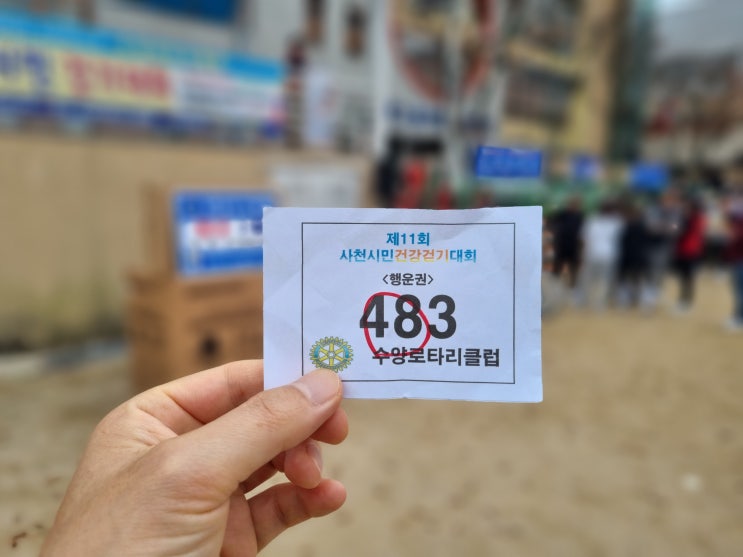 제11회
사천시민건강걷기대회
<행운권>
483
수양로타리클럽